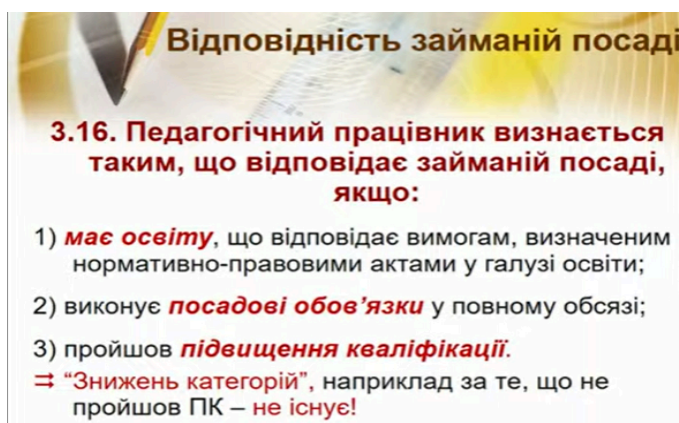 Відповідність займаній посаді
3.16. Педагогічний працівник визнається
таким, що відповідає займаній посаді,
якщо:
1) має освіту, що відповідає вимогам, визначеним
нормативно-правовими актами у галузі освіти;
2) виконує посадові обов’язки у повному обсязі;
3) пройшов підвищення кваліфікації.
⇉ “Знижень категорій”, наприклад за те, що не
пройшов ПК – не існує!